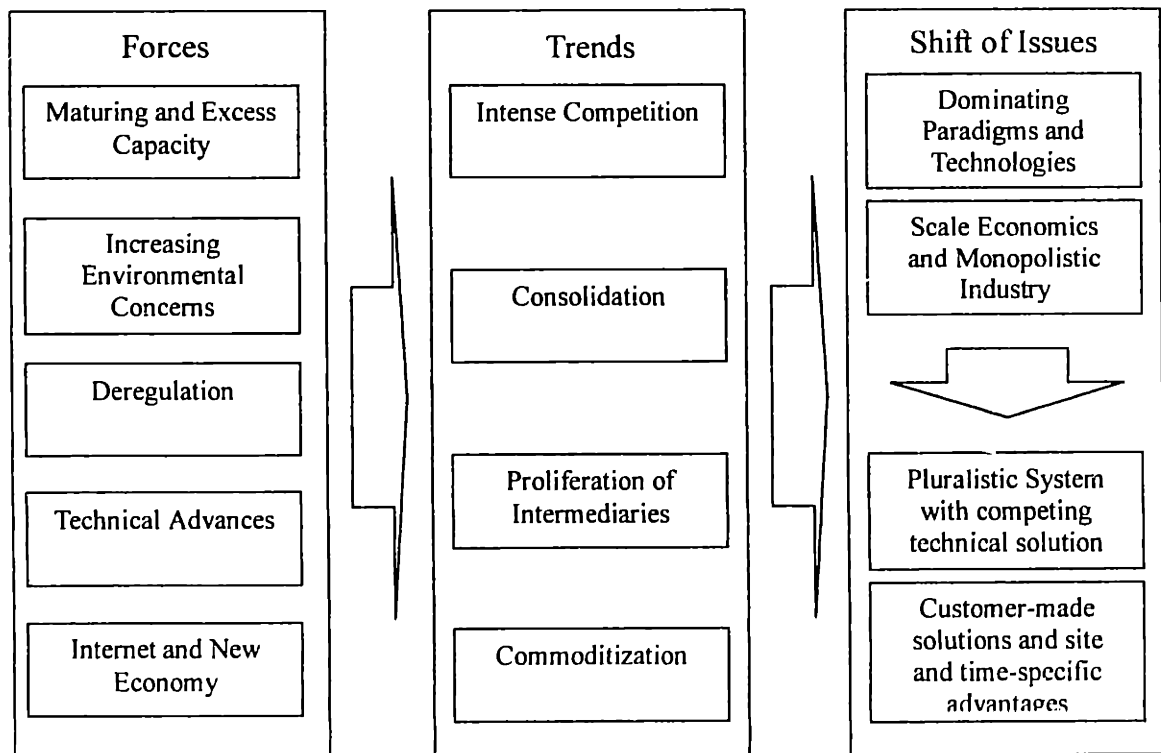 Forces
Maturing and Excess
Capacity
Increasing
Environmental
Concerns
Deregulation
Technical Advances
Internet and New
Economy
Trends
Intense Competition
Consolidation
Proliferation of
Intermediaries
Commoditization
Shift of Issues
Dominating
Paradigms and
Technologies
Scale Economics
and Monopolistic
Industry
Pluralistic System
with competing
technical solution
Customer-made
solutions and site
and time-specific
advantages